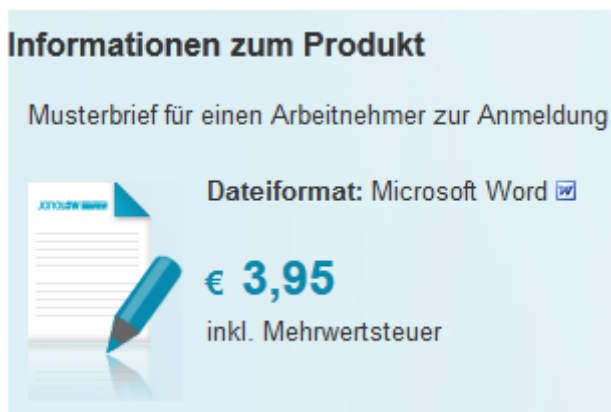 Informationen zum Produkt
Musterbrief für einen Arbeitnehmer zur Anmeldung
Dateiformat: Microsoft Word
€ 3,95
inkl. Mehrwertsteuer